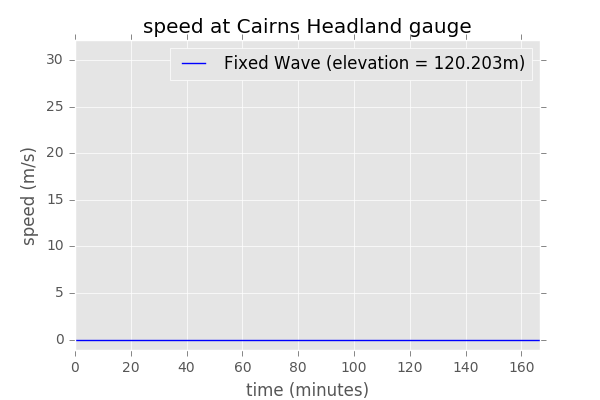 speed at Cairns Headland gauge
Fixed Wave (elevation = 120.203m)
speed (m/s)
30
25
20
15
10
5
0
0 20 40 60 80 100 120 140 160
time (minutes)